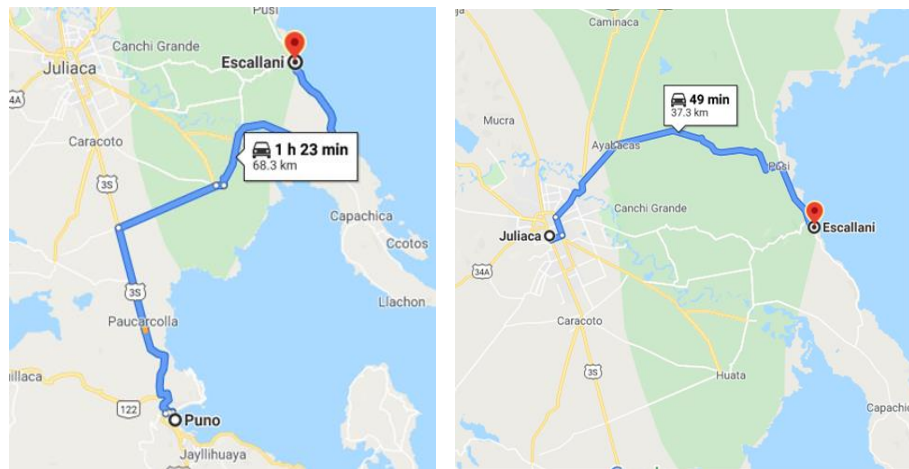 Pusi
Canchi Grande
Escallani
Juliaca
34A
Caracoto
1 h 23 min
68.3 km
3S
Capachica
Ccotos
3S
Llachon
Paucarcolla
122
Puno
Jayllihuaya
Caminaca
49 min
37.3 km
Mucra
Ayabacas
Pusi
Canchi Grande
Juliaca
Escallani
34A
Caracoto
3S
Huata